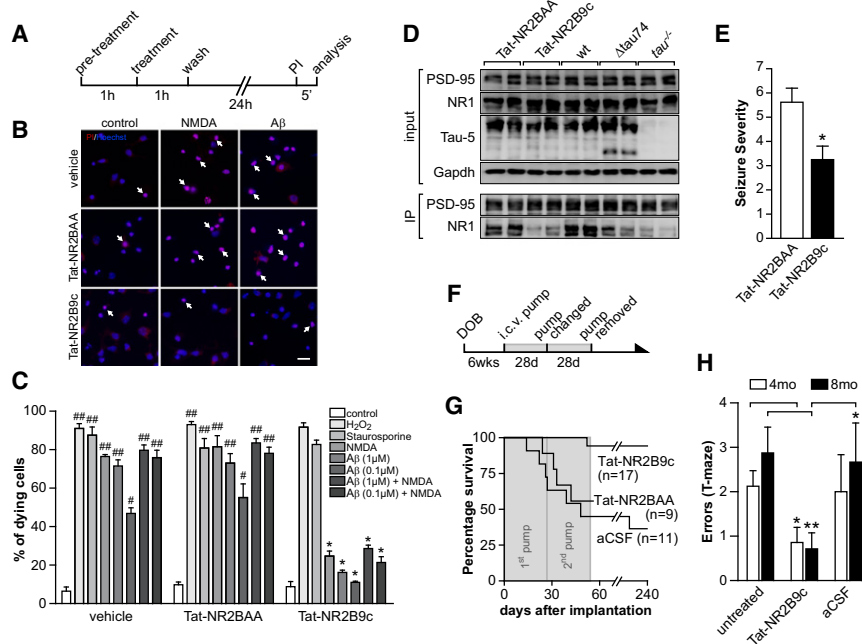 A
pre-treatment
treatment
wash
PI
analysis
1h
1h
24h
5'
B
control
NMDA
Aβ
PI/Hoechst
vehicle
Tat-NR2BAA
Tat-NR2B9c
C
100
80
60
40
20
0
% of dying cells
## ## ## ## # ## ##
## ## ## ## # ## ##
* * * * *
vehicle
Tat-NR2BAA
Tat-NR2B9c
control
H2O2
Staurosporine
NMDA
Aβ (1µM)
Aβ (0.1µM)
Aβ (1µM) + NMDA
Aβ (0.1µM) + NMDA
D
Tat-NR2BAA
Tat-NR2B9c
wt
Δtau74
tau-/-
input
PSD-95
NR1
Tau-5
Gapdh
IP
PSD-95
NR1
E
Seizure Severity
7
6
5
4
3
2
1
0
*
Tat-NR2BAA
Tat-NR2B9c
F
DOB
i.c.v. pump
pump changed
pump removed
6wks
28d
28d
G
Percentage survival
100
75
50
25
0
1st pump
2nd pump
Tat-NR2B9c
(n=17)
Tat-NR2BAA
(n=9)
aCSF (n=11)
0
30
60
240
days after implantation
H
4mo
8mo
Errors (T-maze)
4
3
2
1
0
*
**
*
untreated
Tat-NR2B9c
aCSF